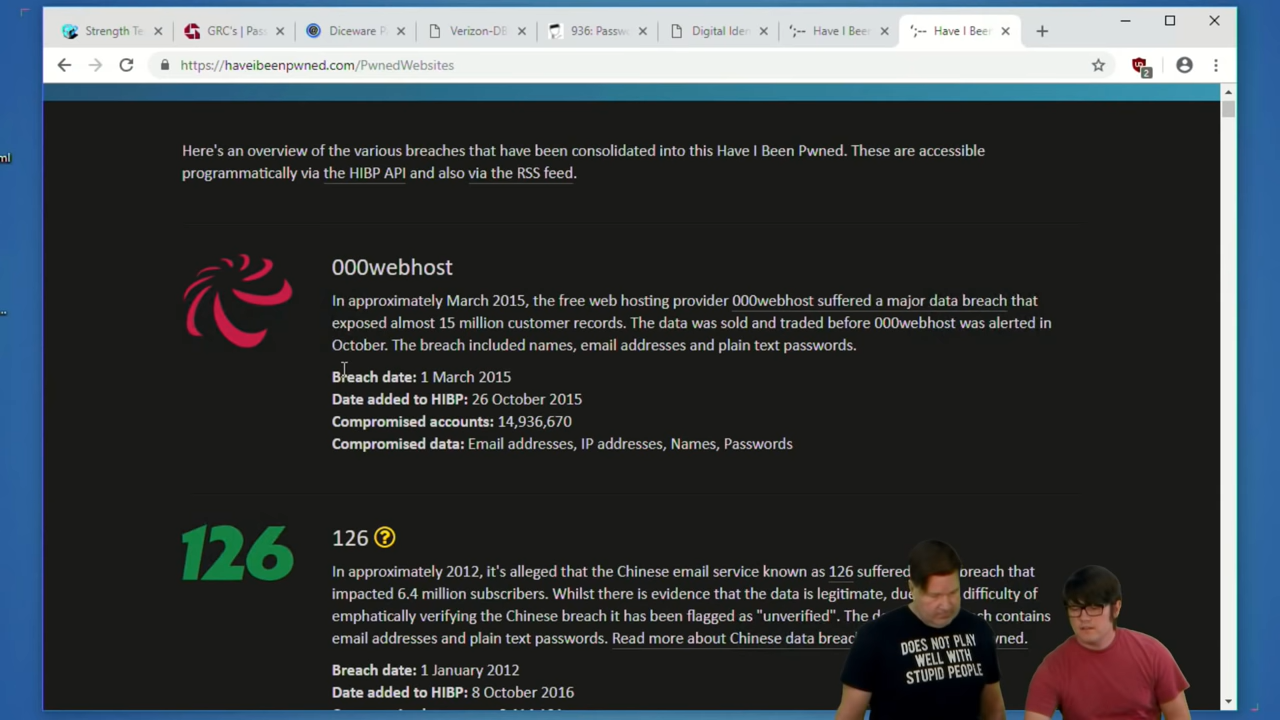 Strength Te
GRC's | Pas
Diceware P
Verizon-DB
936: Passw
Digital Iden
Have I Been
Have I Been
https://haveibeenpwned.com/PwnedWebsites
2
ml
Here's an overview of the various breaches that have been consolidated into this Have I Been Pwned. These are accessible
programmatically via the HIBP API and also via the RSS feed.
000webhost
In approximately March 2015, the free web hosting provider 000webhost suffered a major data breach that
exposed almost 15 million customer records. The data was sold and traded before 000webhost was alerted in
October. The breach included names, email addresses and plain text passwords.
Breach date: 1 March 2015
Date added to HIBP: 26 October 2015
Compromised accounts: 14,936,670
Compromised data: Email addresses, IP addresses, Names, Passwords
126
126
In approximately 2012, it's alleged that the Chinese email service known as 126 suffered breach that
impacted 6.4 million subscribers. Whilst there is evidence that the data is legitimate, due difficulty of
emphatically verifying the Chinese breach it has been flagged as "unverified". The contains
email addresses and plain text passwords. Read more about Chinese data
Breach date: 1 January 2012
Date added to HIBP: 8 October 2016
DOES NOT PLAY
WELL WITH
STUPID PEOPLE